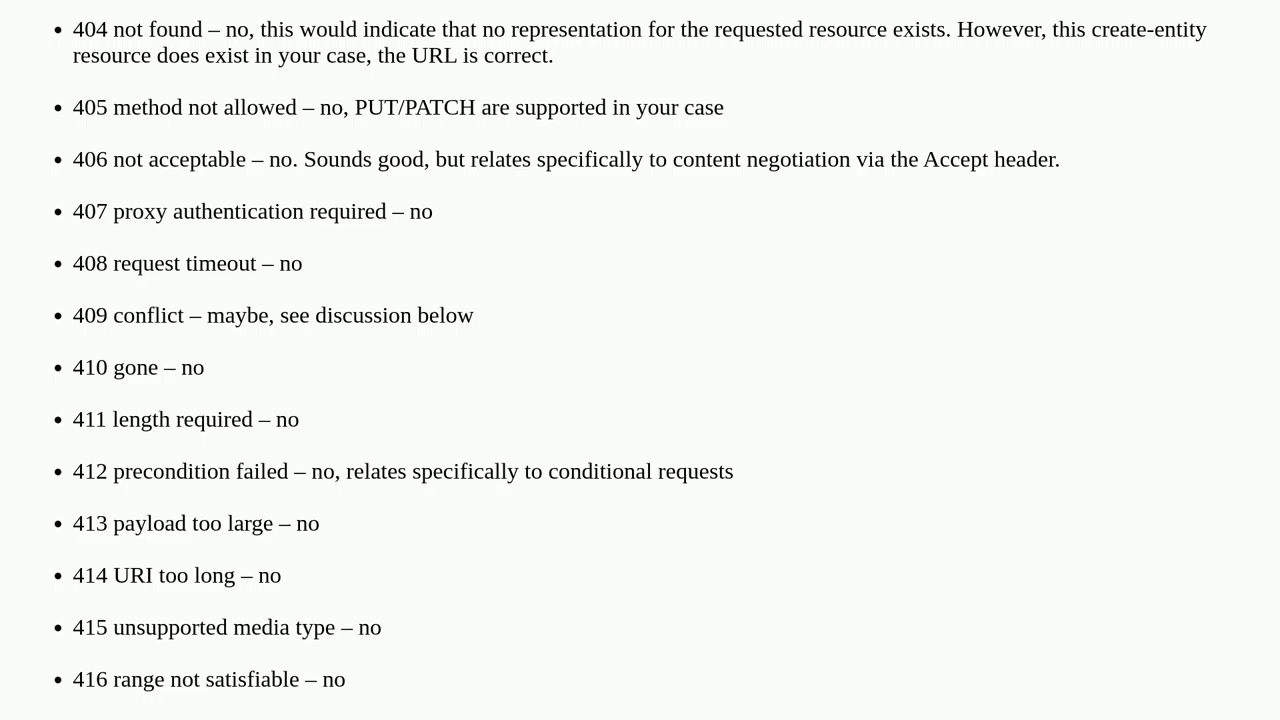 • 404 not found – no, this would indicate that no representation for the requested resource exists. However, this create-entity
resource does exist in your case, the URL is correct.
• 405 method not allowed – no, PUT/PATCH are supported in your case
• 406 not acceptable – no. Sounds good, but relates specifically to content negotiation via the Accept header.
• 407 proxy authentication required – no
• 408 request timeout – no
• 409 conflict – maybe, see discussion below
• 410 gone – no
• 411 length required – no
• 412 precondition failed – no, relates specifically to conditional requests
• 413 payload too large – no
• 414 URI too long – no
• 415 unsupported media type – no
• 416 range not satisfiable – no